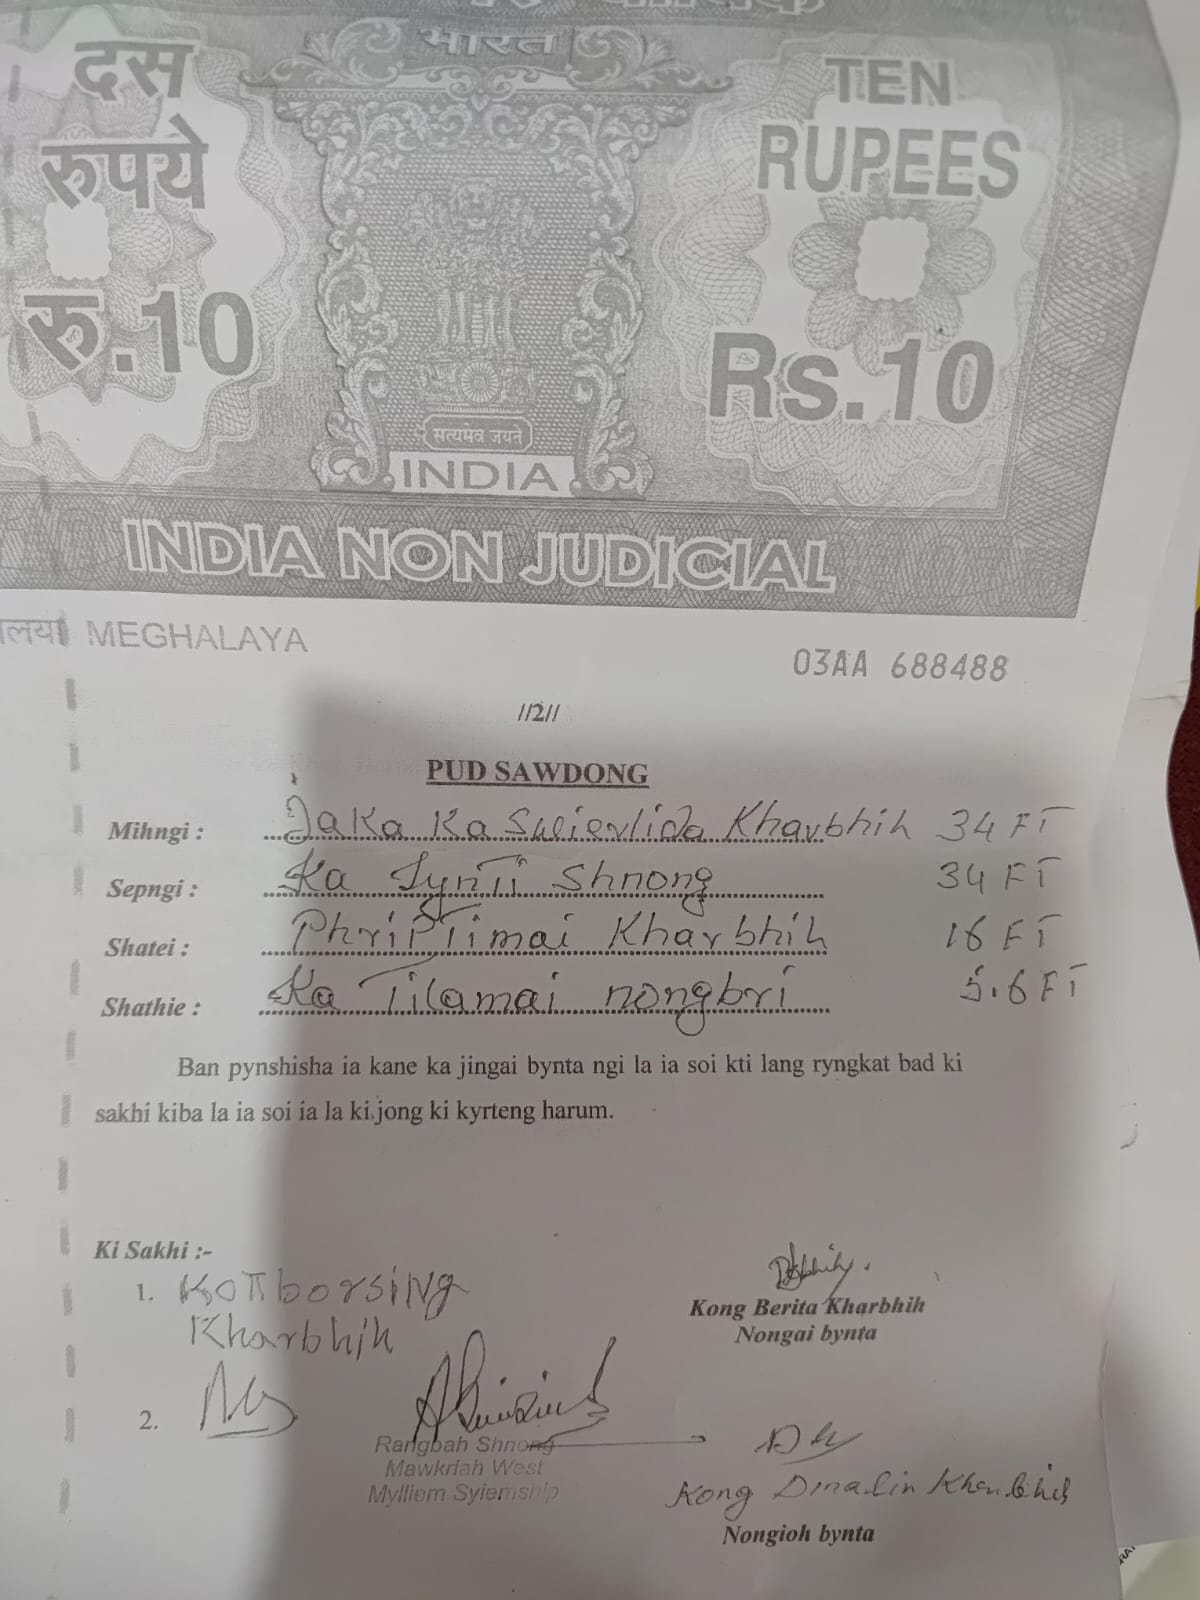 भारत
दस
रुपये
रु.10
TEN
RUPEES
Rs.10
सत्यमेव जयते
INDIA
INDIA NON JUDICIAL
MEGHALAYA
03AA 688488
//2//
PUD SAWDONG
Mihngi : Jaka Ka Swierlida Kharbhih 34 FT
Sepngi : Ka Lynti Shnong 34 FT
Shatei : Phriptimai Kharbhih 16 FT
Shathie : Ka Tilamai nongbri 5.6 FT
Ban pynshisha ia kane ka jingai bynta ngi la ia soi kti lang ryngkat bad ki
sakhi kiba la ia soi ia la ki jong ki kyrteng harum.
Ki Sakhi :-
1. Kotborsing
Kharbhih
Kong Berita Kharbhih
Nongai bynta
2.
Rangbah Shnong
Mawkriah West
Mylliem Syiemship
Kong Dmalin Kharbhih
Nongioh bynta